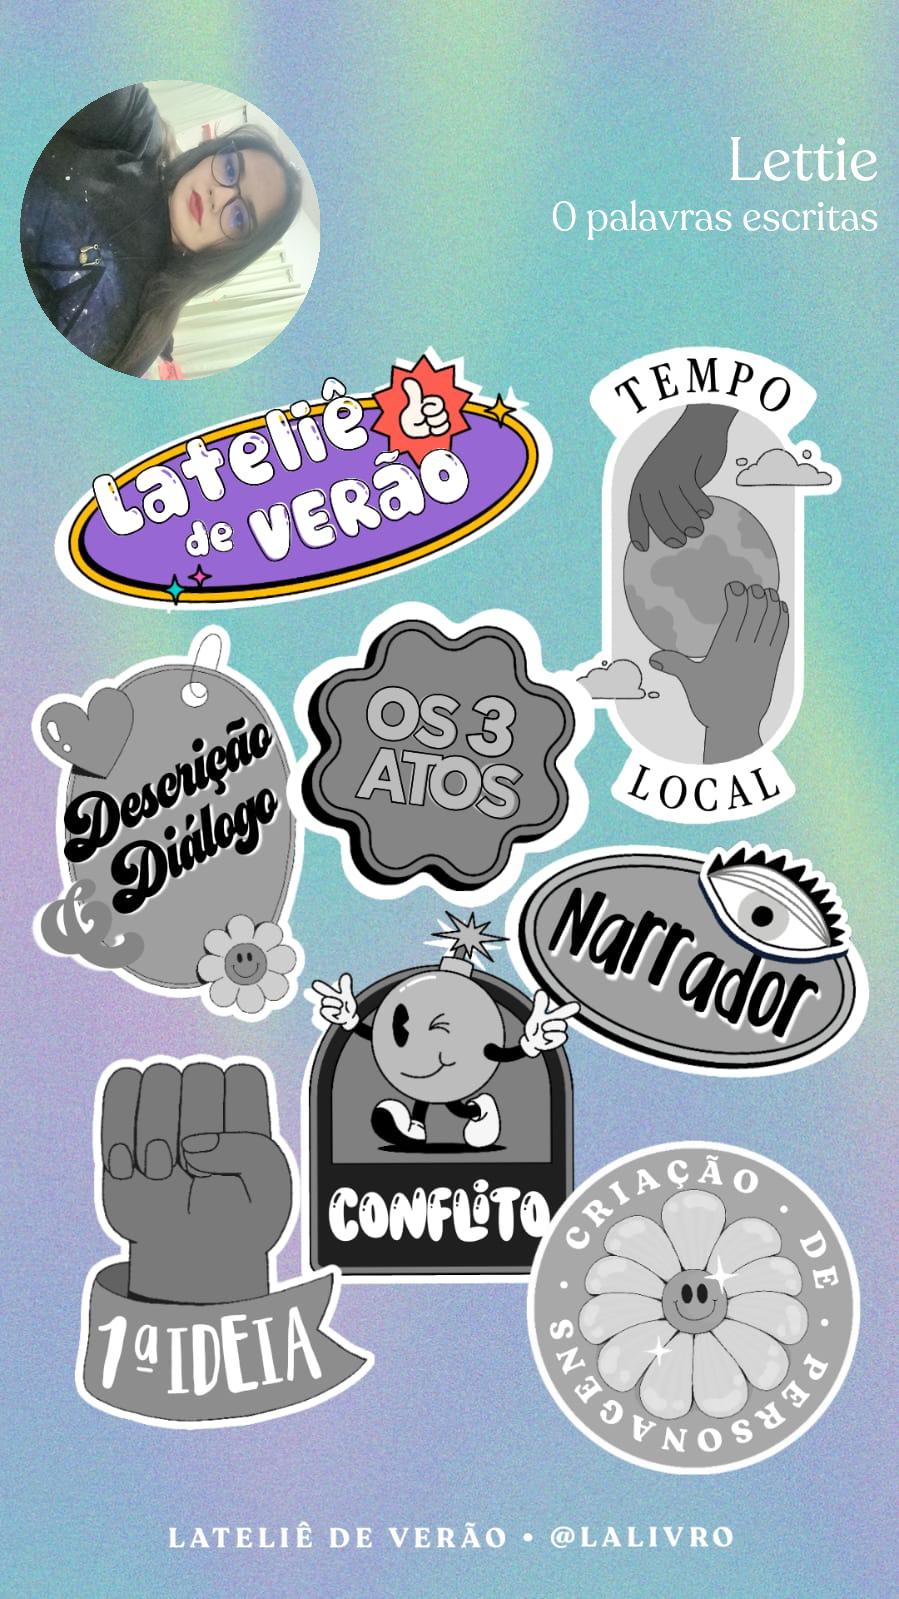 Lettie
0 palavras escritas
Lateliê
de VERÃO
TEMPO
LOCAL
OS 3
ATOS
Descrição
& Diálogo
Narrador
CONFLITO
1ª IDEIA
CRIAÇÃO · DE · PERSONAGENS ·
LATELIÊ DE VERÃO • @LALIVRO